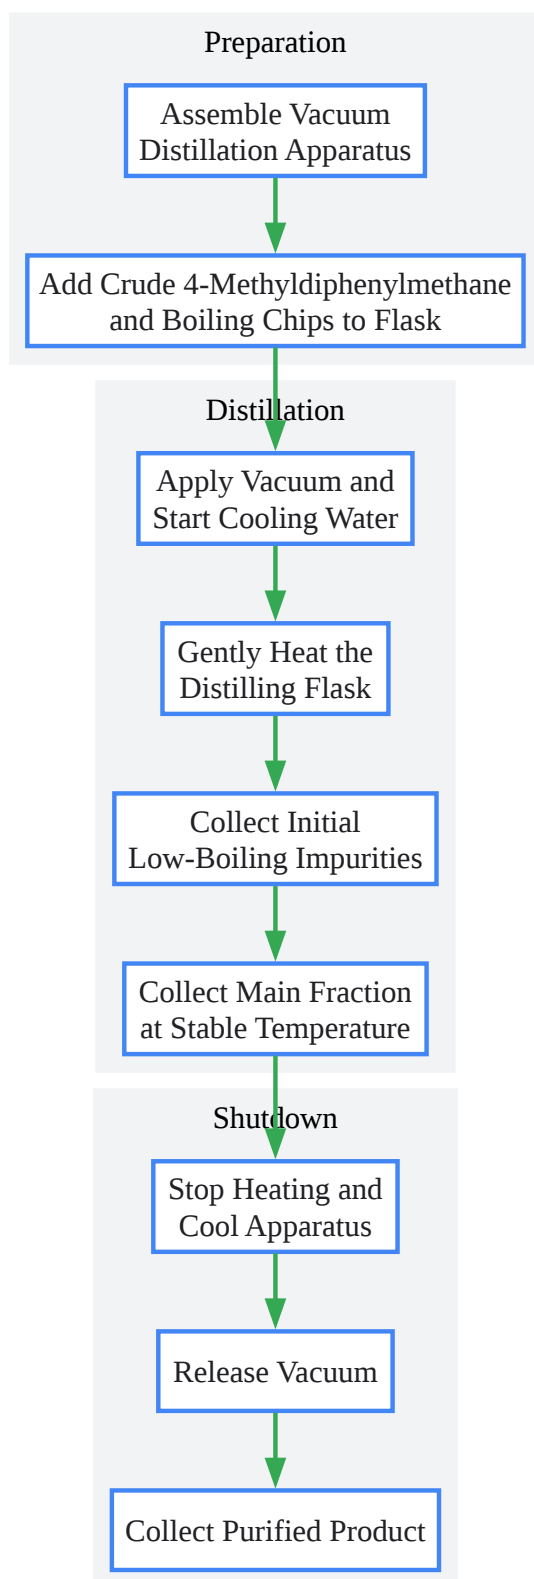 Preparation
Assemble Vacuum
Distillation Apparatus
Add Crude 4-Methyldiphenylmethane
and Boiling Chips to Flask
Distillation
Apply Vacuum and
Start Cooling Water
Gently Heat the
Distilling Flask
Collect Initial
Low-Boiling Impurities
Collect Main Fraction
at Stable Temperature
Shutdown
Stop Heating and
Cool Apparatus
Release Vacuum
Collect Purified Product